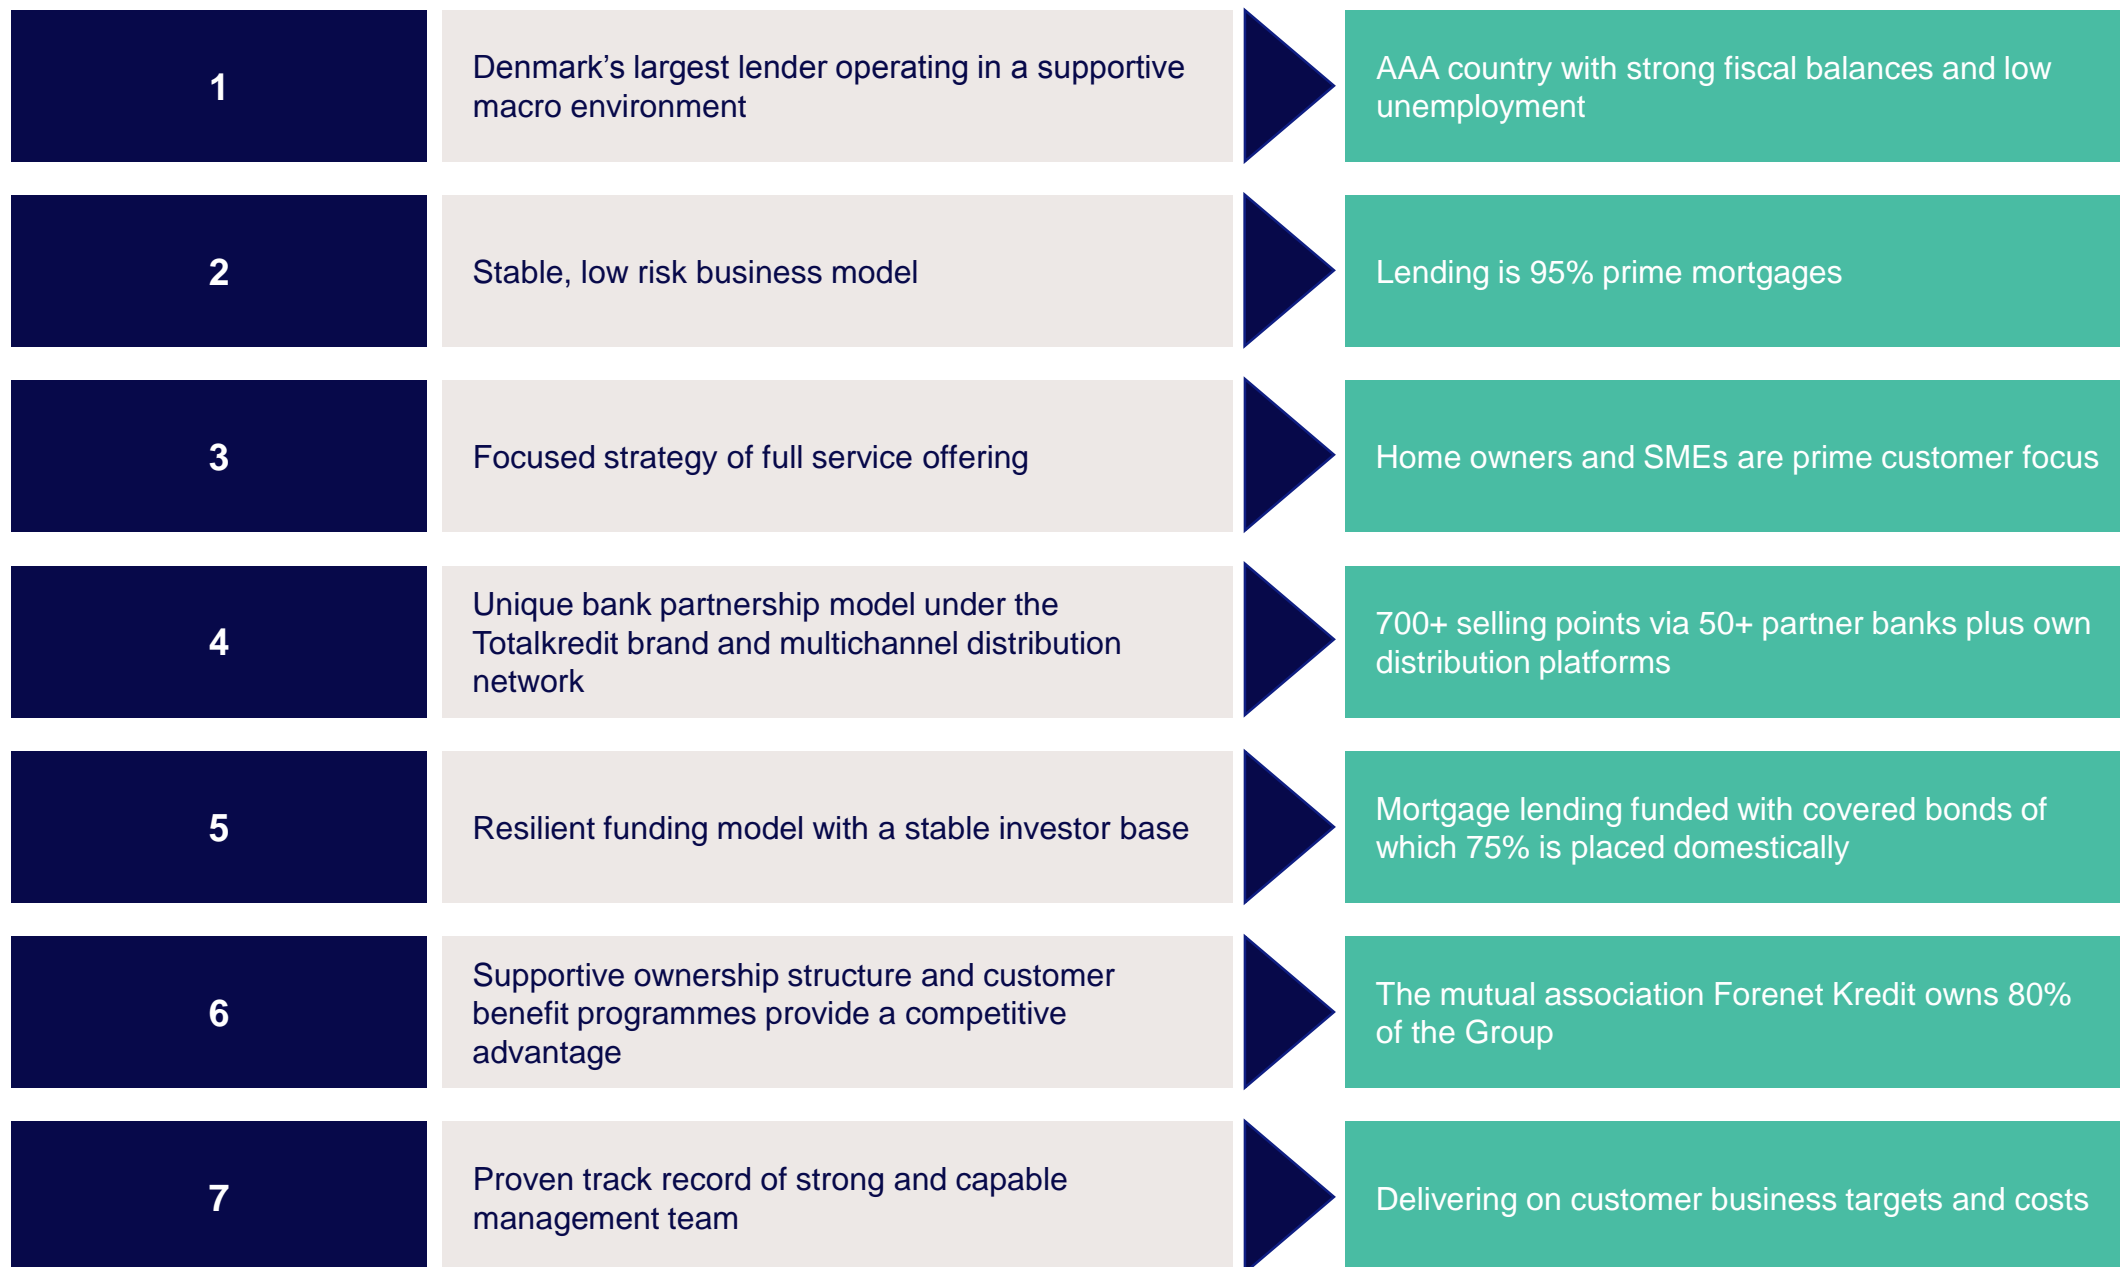 1
Denmark’s largest lender operating in a supportive
macro environment
AAA country with strong fiscal balances and low
unemployment
2
Stable, low risk business model
Lending is 95% prime mortgages
3
Focused strategy of full service offering
Home owners and SMEs are prime customer focus
4
Unique bank partnership model under the
Totalkredit brand and multichannel distribution
network
700+ selling points via 50+ partner banks plus own
distribution platforms
5
Resilient funding model with a stable investor base
Mortgage lending funded with covered bonds of
which 75% is placed domestically
6
Supportive ownership structure and customer
benefit programmes provide a competitive
advantage
The mutual association Forenet Kredit owns 80%
of the Group
7
Proven track record of strong and capable
management team
Delivering on customer business targets and costs